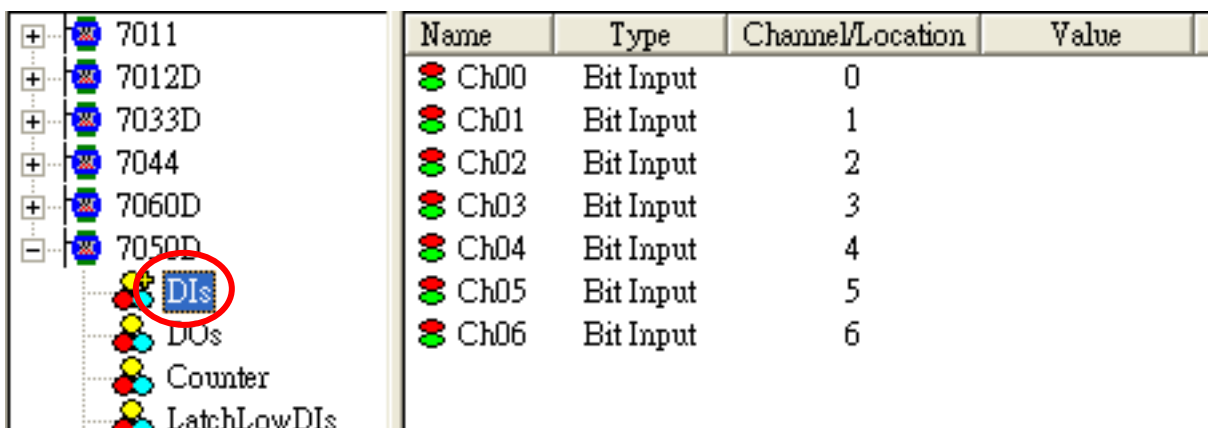 7011
7012D
7033D
7044
7060D
7050D
DIs
DOs
Counter
LatchLowDIs
Name Type Channel/Location Value
Ch00 Bit Input 0
Ch01 Bit Input 1
Ch02 Bit Input 2
Ch03 Bit Input 3
Ch04 Bit Input 4
Ch05 Bit Input 5
Ch06 Bit Input 6